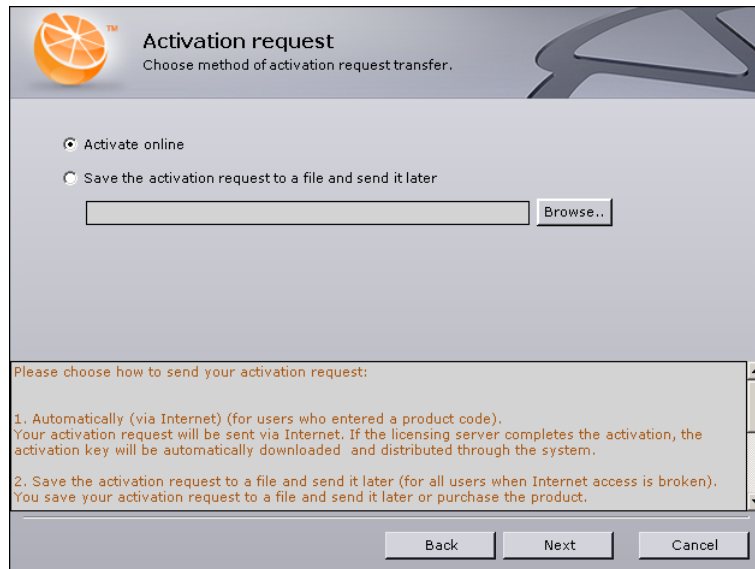 TM
Activation request
Choose method of activation request transfer.
Activate online
Save the activation request to a file and send it later
Browse..
Please choose how to send your activation request:
1. Automatically (via Internet) (for users who entered a product code).
Your activation request will be sent via Internet. If the licensing server completes the activation, the
activation key will be automatically downloaded  and distributed through the system.
2. Save the activation request to a file and send it later (for all users when Internet access is broken).
You save your activation request to a file and send it later or purchase the product.
Back
Next
Cancel